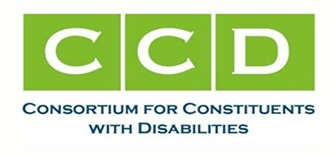 CCD
Consortium for Constituents
with Disabilities